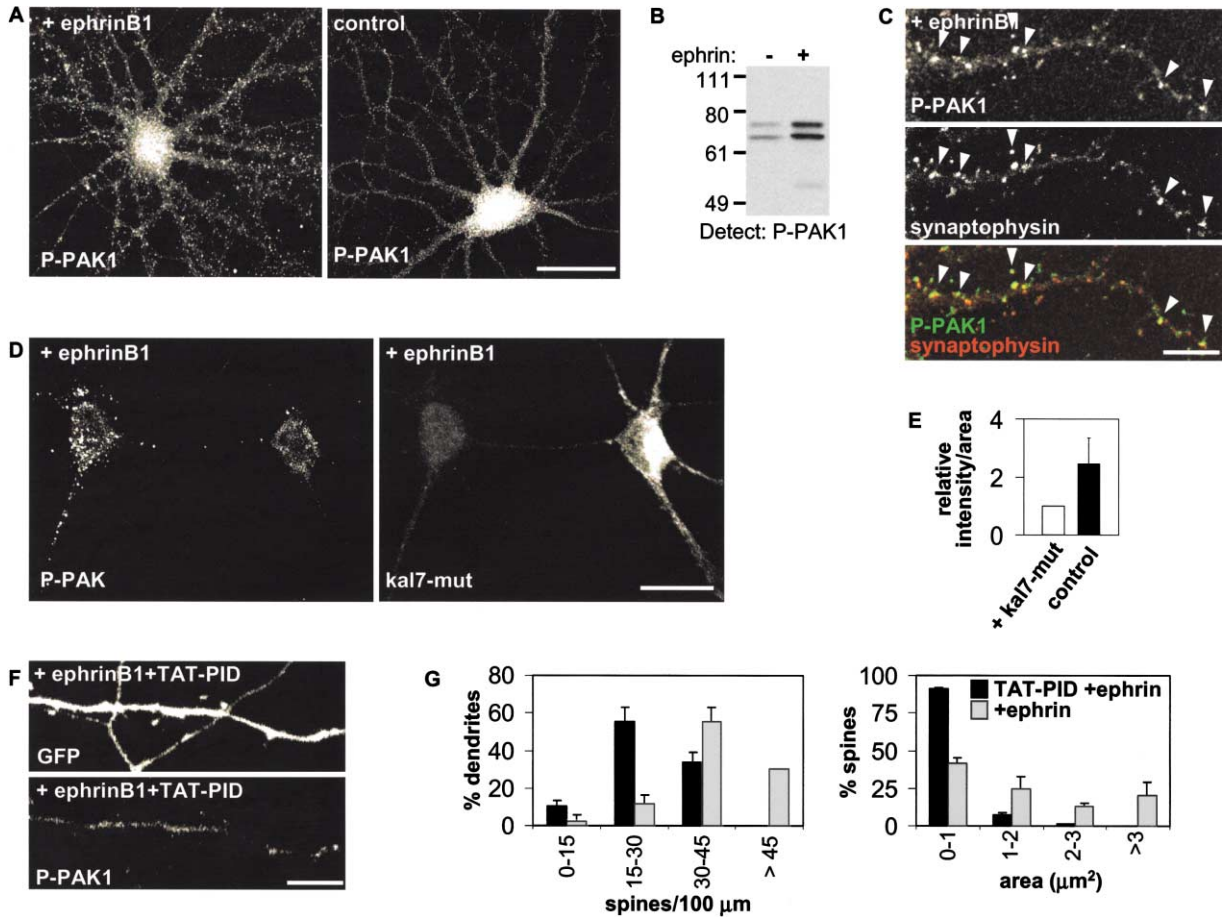 A
+ ephrinB1
control
P-PAK1
P-PAK1
B
ephrin: - +
111
80
61
49
Detect: P-PAK1
C
+ ephrinB1
P-PAK1
synaptophysin
P-PAK1
synaptophysin
D
+ ephrinB1
+ ephrinB1
P-PAK
kal7-mut
E
relative
intensity/area
4
2
0
+ kal7-mut
control
F
+ ephrinB1+TAT-PID
GFP
+ ephrinB1+TAT-PID
P-PAK1
G
% dendrites
80
60
40
20
0
0-15
15-30
30-45
> 45
spines/100 μm
% spines
100
75
50
25
0
TAT-PID +ephrin
+ephrin
0-1
1-2
2-3
>3
area (μm²)